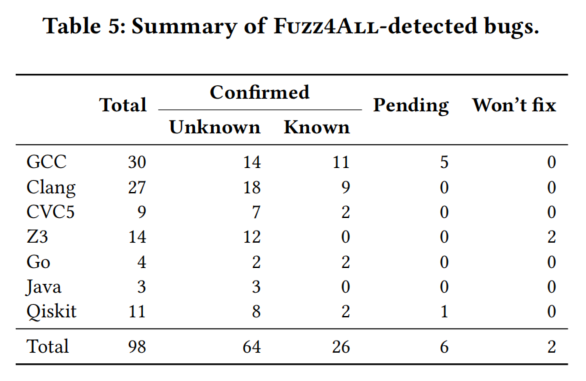 Table 5: Summary of Fuzz4All-detected bugs.
Total Confirmed Pending Won't fix
Unknown Known
GCC 30 14 11 5 0
Clang 27 18 9 0 0
CVC5 9 7 2 0 0
Z3 14 12 0 0 2
Go 4 2 2 0 0
Java 3 3 0 0 0
Qiskit 11 8 2 1 0
Total 98 64 26 6 2